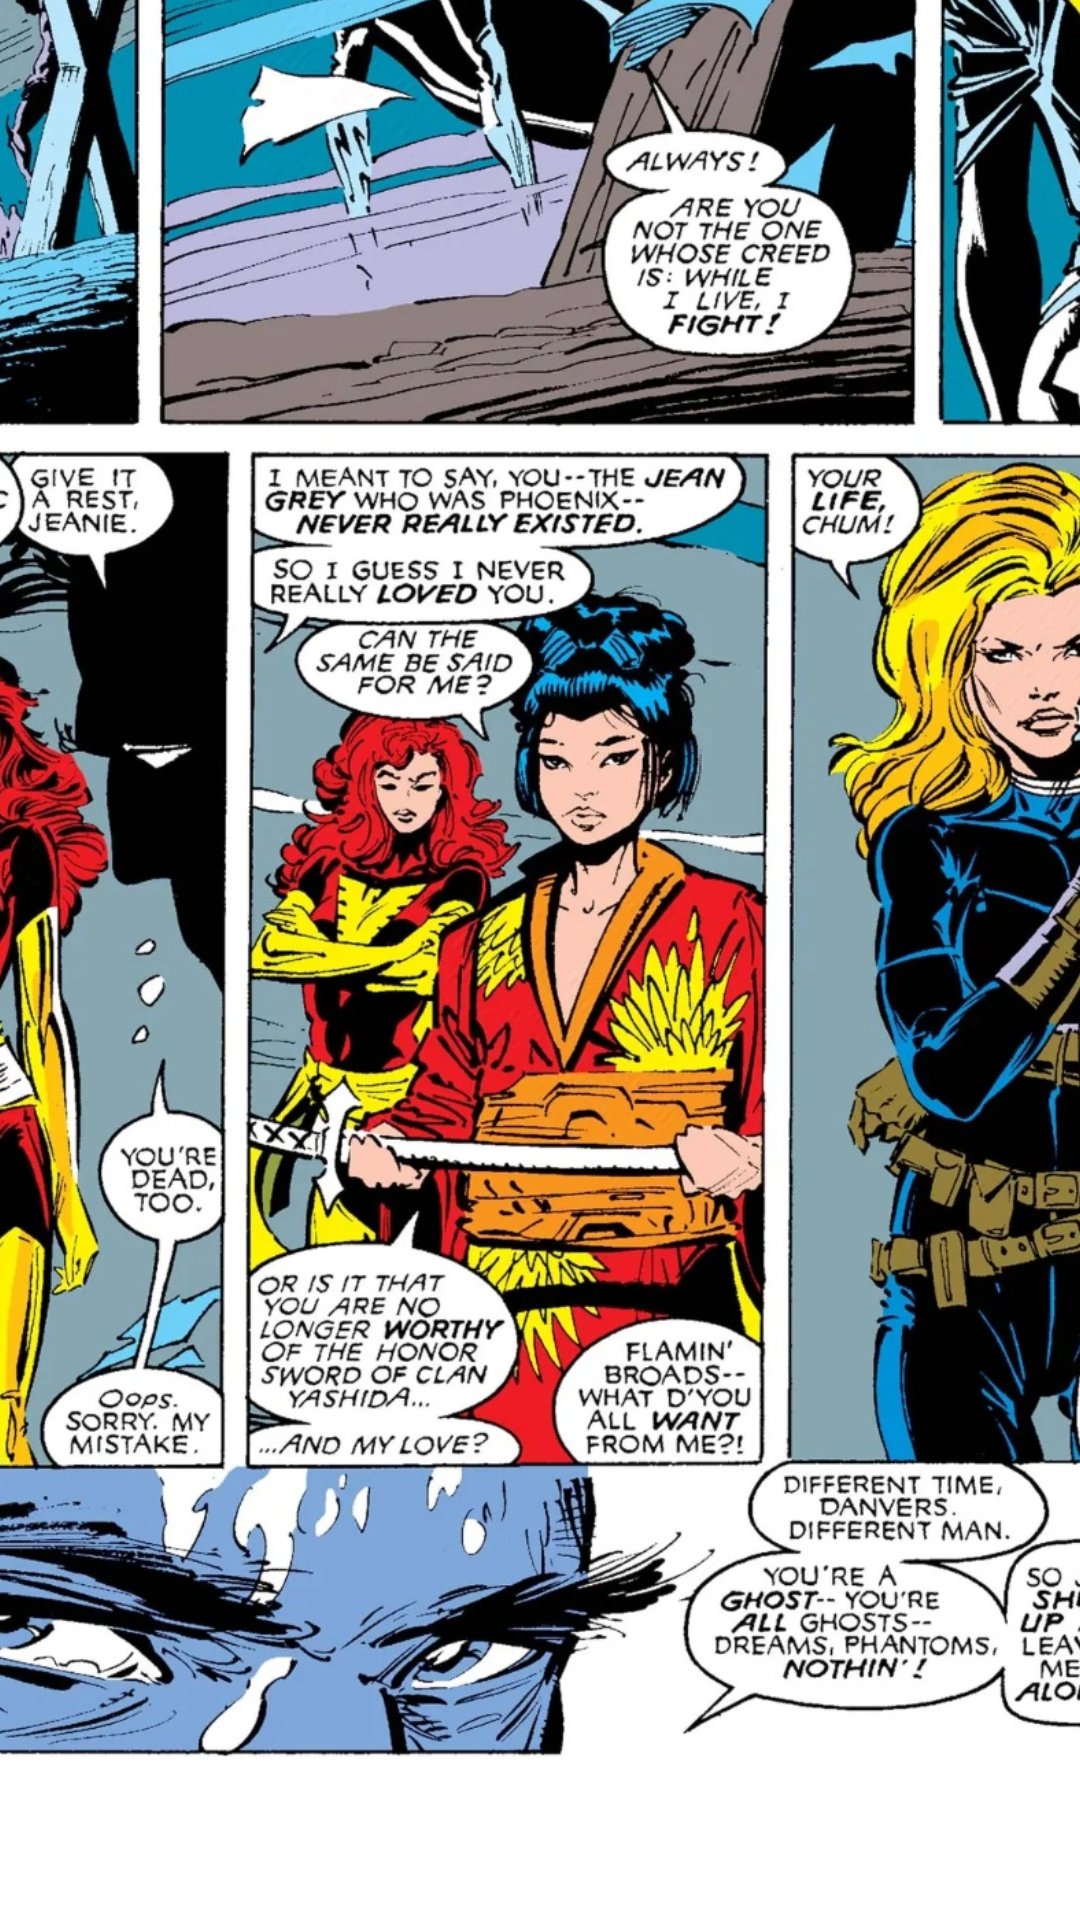 ALWAYS!
ARE YOU
NOT THE ONE
WHOSE CREED
IS: WHILE
I LIVE, I
FIGHT!
GIVE IT
A REST,
JEANIE.
YOU'RE
DEAD,
TOO.
OOPS.
SORRY. MY
MISTAKE.
I MEANT TO SAY, YOU--THE JEAN
GREY WHO WAS PHOENIX--
NEVER REALLY EXISTED.
SO I GUESS I NEVER
REALLY LOVED YOU.
CAN THE
SAME BE SAID
FOR ME?
OR IS IT THAT
YOU ARE NO
LONGER WORTHY
OF THE HONOR
SWORD OF CLAN
YASHIDA...
...AND MY LOVE?
FLAMIN'
BROADS--
WHAT D'YOU
ALL WANT
FROM ME?!
YOUR
LIFE,
CHUM!
DIFFERENT TIME,
DANVERS.
DIFFERENT MAN.
YOU'RE A
GHOST-- YOU'RE
ALL GHOSTS--
DREAMS, PHANTOMS,
NOTHIN'!
SO
UP
ME